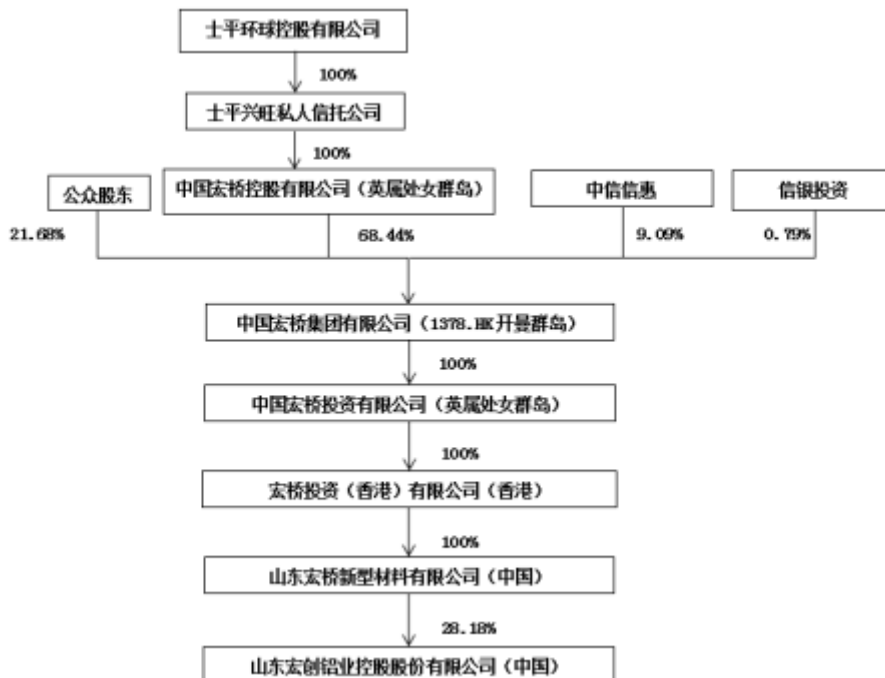 士平环球控股有限公司
100%
士平兴旺私人信托公司
100%
公众股东
中国宏桥控股有限公司（英属处女群岛）
中信信惠
信银投资
21.68%
68.44%
9.09%
0.79%
中国宏桥集团有限公司（1378.HK开曼群岛）
100%
中国宏桥投资有限公司（英属处女群岛）
100%
宏桥投资（香港）有限公司（香港）
100%
山东宏桥新型材料有限公司（中国）
28.18%
山东宏创铝业控股股份有限公司（中国）